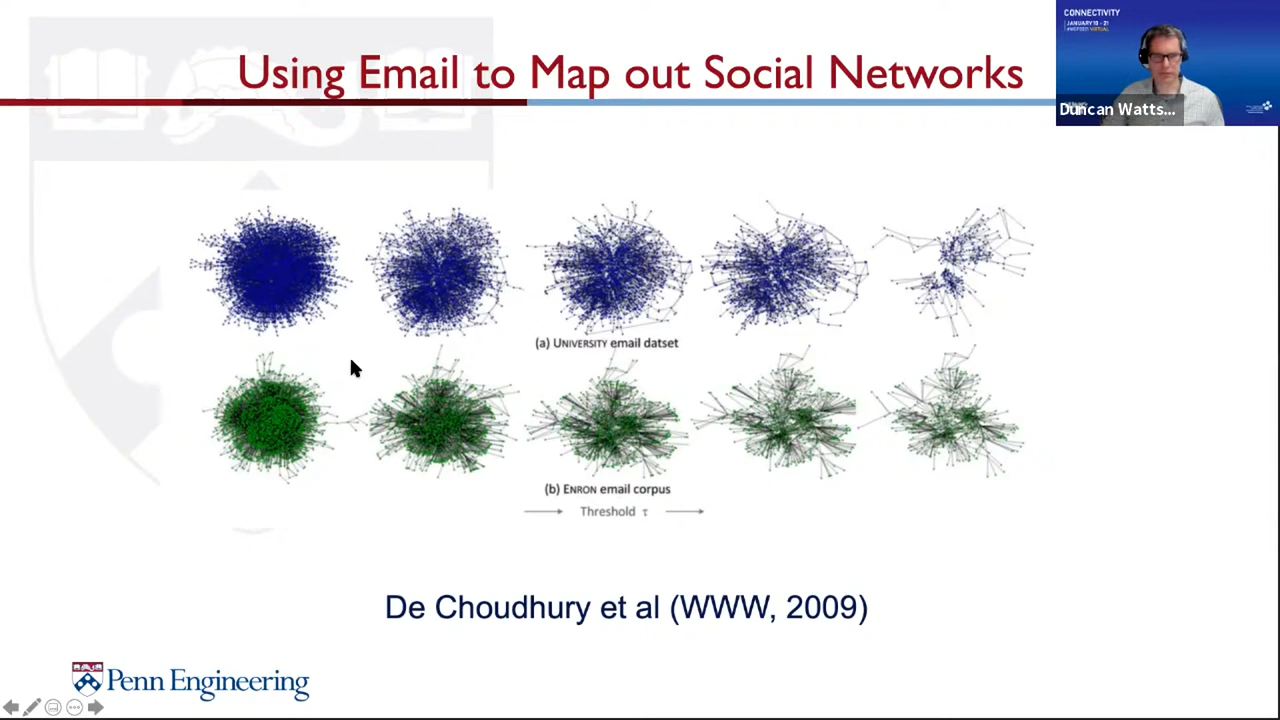 Using Email to Map out Social Networks
CONNECTIVITY
JANUARY 19 - 21
VIRTUAL
Duncan Watts...
(a) UNIVERSITY email datset
(b) ENRON email corpus
Threshold τ
De Choudhury et al (WWW, 2009)
Penn Engineering